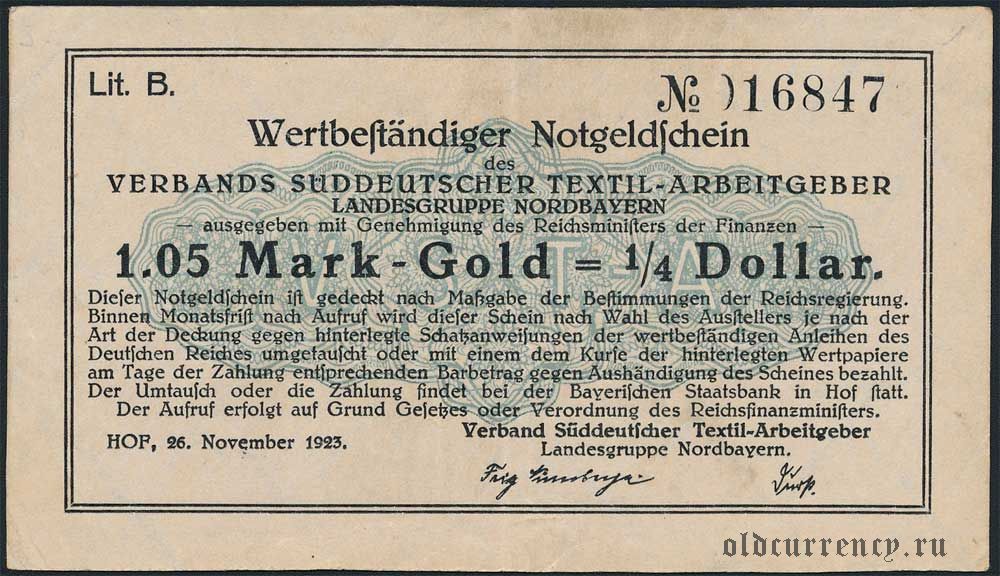 Lit. B.
№ 016847
Wertbeſtändiger Notgeldſchein
des
VERBANDS SÜDDEUTSCHER TEXTIL-ARBEITGEBER
LANDESGRUPPE NORDBAYERN
— ausgegeben mit Genehmigung des Reichsminiſters der Finanzen —
1.05 Mark - Gold = 1/4 Dollar.
Dieſer Notgeldſchein iſt gedeckt nach Maßgabe der Beſtimmungen der Reichsregierung.
Binnen Monatsfriſt nach Aufruf wird dieſer Schein nach Wahl des Ausſtellers je nach der
Art der Deckung gegen hinterlegte Schatzanweiſungen der wertbeſtändigen Anleihen des
Deutſchen Reiches umgetauſcht oder mit einem dem Kurſe der hinterlegten Wertpapiere
am Tage der Zahlung entſprechenden Barbetrag gegen Aushändigung des Scheines bezahlt.
Der Umtauſch oder die Zahlung findet bei der Bayeriſchen Staatsbank in Hof ſtatt.
Der Aufruf erfolgt auf Grund Geſetzes oder Verordnung des Reichsfinanzminiſters.
HOF, 26. November 1923.
Verband Süddeutſcher Textil-Arbeitgeber
Landesgruppe Nordbayern.
oldcurrency.ru